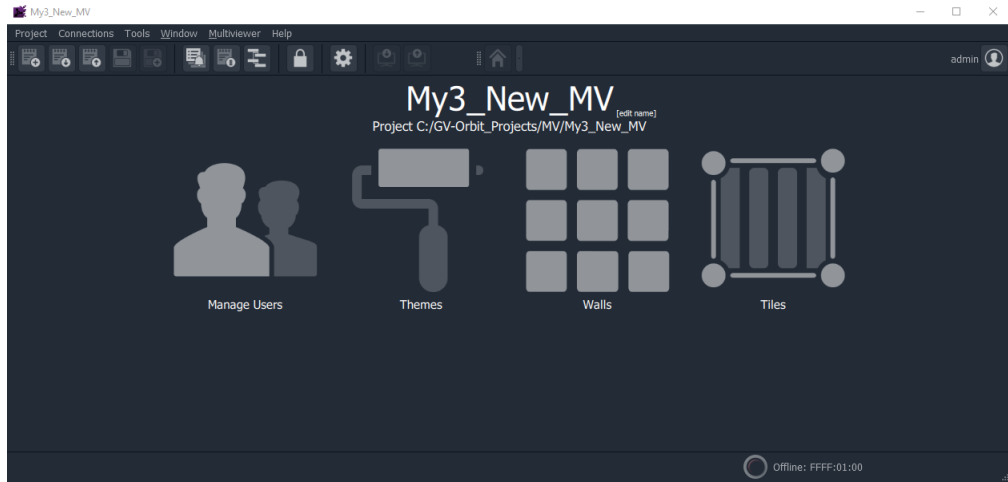 My3_New_MV
Project Connections Tools Window Multiviewer Help
admin
My3_New_MV [edit name]
Project C:/GV-Orbit_Projects/MV/My3_New_MV
Manage Users Themes Walls Tiles
Offline: FFFF:01:00